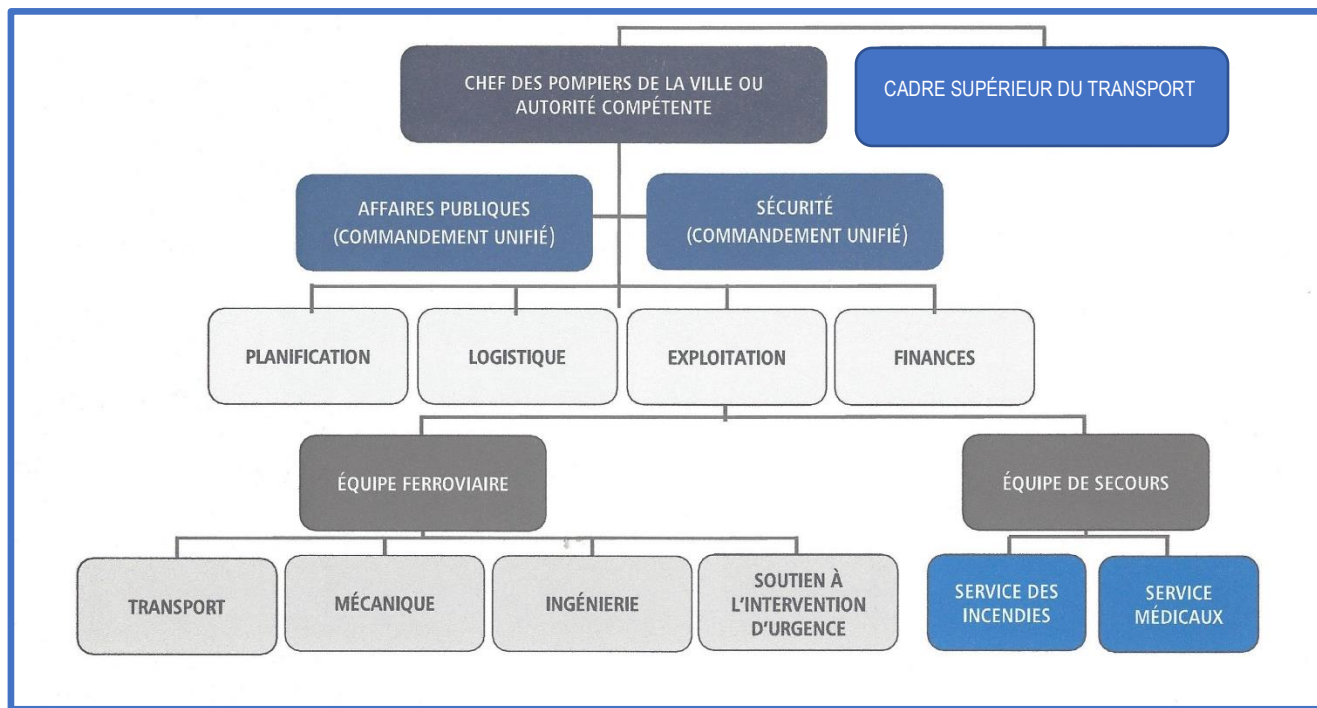 CHEF DES POMPIERS DE LA VILLE OU
AUTORITÉ COMPÉTENTE
CADRE SUPÉRIEUR DU TRANSPORT
AFFAIRES PUBLIQUES
(COMMANDEMENT UNIFIÉ)
SÉCURITÉ
(COMMANDEMENT UNIFIÉ)
PLANIFICATION
LOGISTIQUE
EXPLOITATION
FINANCES
ÉQUIPE FERROVIAIRE
ÉQUIPE DE SECOURS
TRANSPORT
MÉCANIQUE
INGÉNIERIE
SOUTIEN À
L'INTERVENTION
D'URGENCE
SERVICE DES
INCENDIES
SERVICE
MÉDICAUX